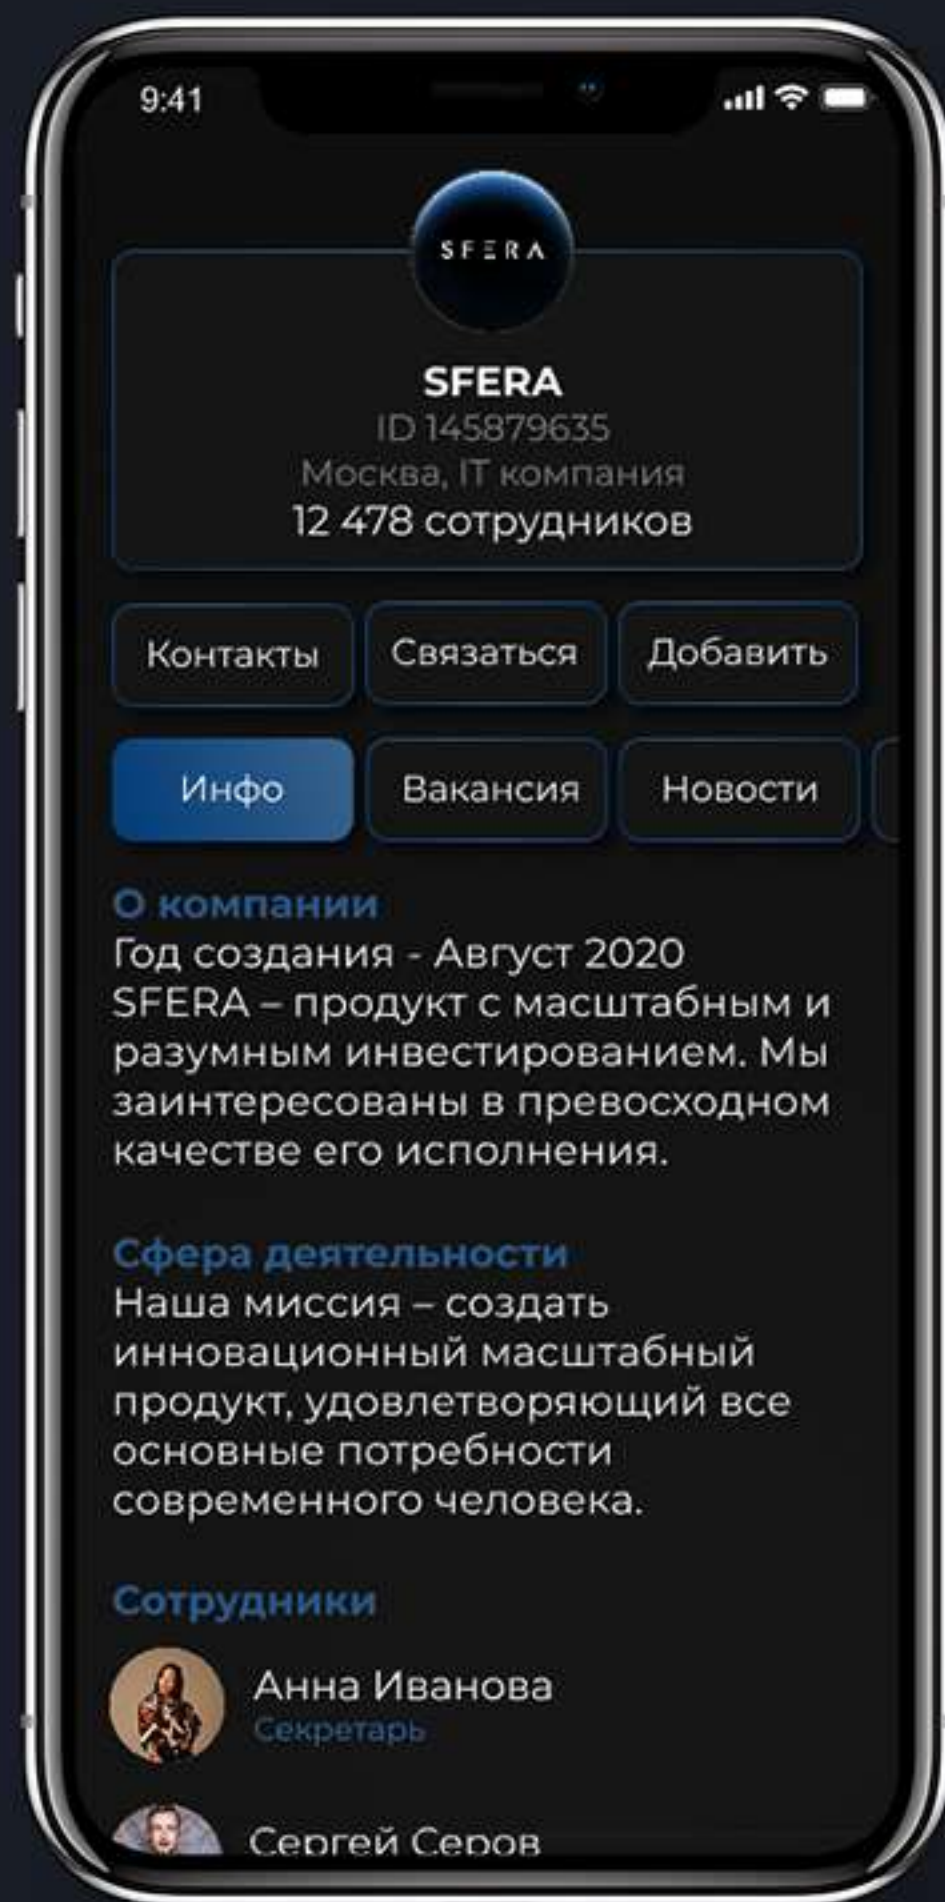 9:41
SFERA
SFERA
ID 145879635
Москва, IT компания
12 478 сотрудников
Контакты Связаться Добавить
Инфо Вакансия Новости
О компании
Год создания - Август 2020
SFERA – продукт с масштабным и
разумным инвестированием. Мы
заинтересованы в превосходном
качестве его исполнения.
Сфера деятельности
Наша миссия – создать
инновационный масштабный
продукт, удовлетворяющий все
основные потребности
современного человека.
Сотрудники
Анна Иванова
Секретарь
Сергей Серов